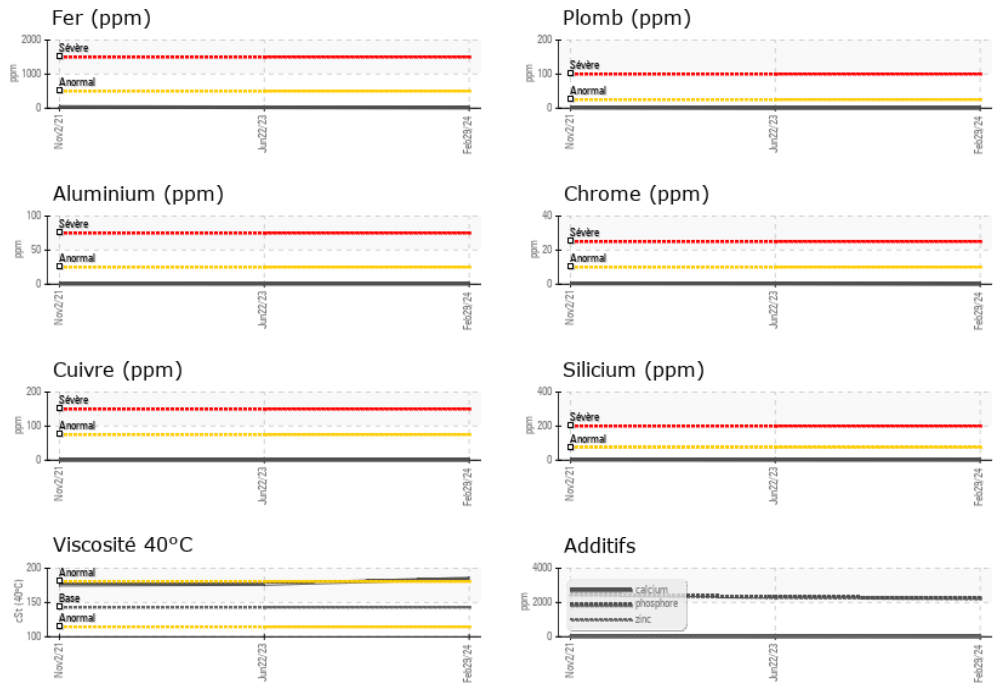 Fer (ppm)
2000
1000
0
ppm
Sévère
Anormal
Nov2/21
Jun22/23
Feb29/24
Plomb (ppm)
200
100
0
ppm
Sévère
Anormal
Nov2/21
Jun22/23
Feb29/24
Aluminium (ppm)
100
50
0
ppm
Sévère
Anormal
Nov2/21
Jun22/23
Feb29/24
Chrome (ppm)
40
20
0
ppm
Sévère
Anormal
Nov2/21
Jun22/23
Feb29/24
Cuivre (ppm)
200
100
0
ppm
Sévère
Anormal
Nov2/21
Jun22/23
Feb29/24
Silicium (ppm)
400
200
0
ppm
Sévère
Anormal
Nov2/21
Jun22/23
Feb29/24
Viscosité 40°C
200
150
100
cSt (40°C)
Anormal
Base
Anormal
Nov2/21
Jun22/23
Feb29/24
Additifs
4000
2000
0
ppm
calcium
phosphore
zinc
Nov2/21
Jun22/23
Feb29/24